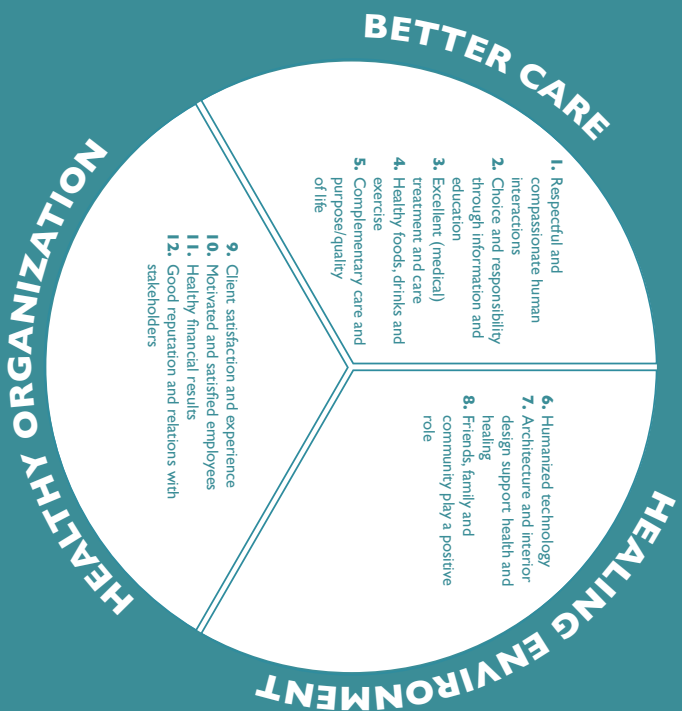 BETTER CARE
1. Respectful and
compassionate human
interactions
2. Choice and responsibility
through information and
education
3. Excellent (medical)
treatment and care
4. Healthy foods, drinks and
exercise
5. Complementary care and
purpose/quality
of life
HEALING ENVIRONMENT
6. Humanized technology
7. Architecture and interior
design support health and
healing
8. Friends, family and
community play a positive
role
HEALTHY ORGANIZATION
9. Client satisfaction and experience
10. Motivated and satisfied employees
11. Healthy financial results
12. Good reputation and relations with
stakeholders